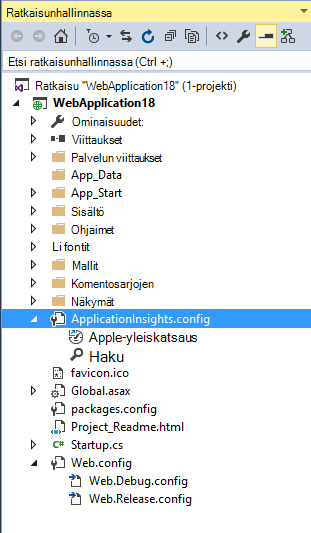 Ratkaisunhallinnassa
Etsi ratkaisunhallinnassa (Ctrl +;)
Ratkaisu "WebApplication18" (1-projekti)
WebApplication18
Ominaisuudet:
Viittaukset
Palvelun viittaukset
App_Data
App_Start
Sisältö
Ohjaimet
Li fontit
Mallit
Komentosarjojen
Näkymät
ApplicationInsights.config
Apple-yleiskatsaus
Haku
favicon.ico
Global.asax
packages.config
Project_Readme.html
C# Startup.cs
Web.config
Web.Debug.config
Web.Release.config